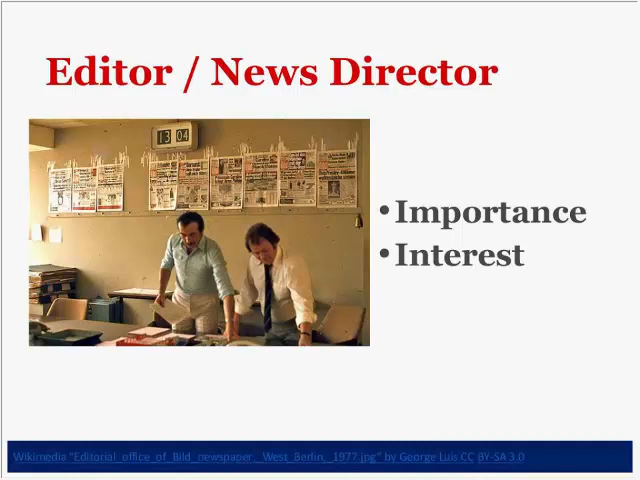 Editor / News Director
13 04
•Importance
•Interest
Wikimedia "Editorial_office_of_Bild_newspaper,_West_Berlin,_1977.jpg" by George Luis CC BY-SA 3.0